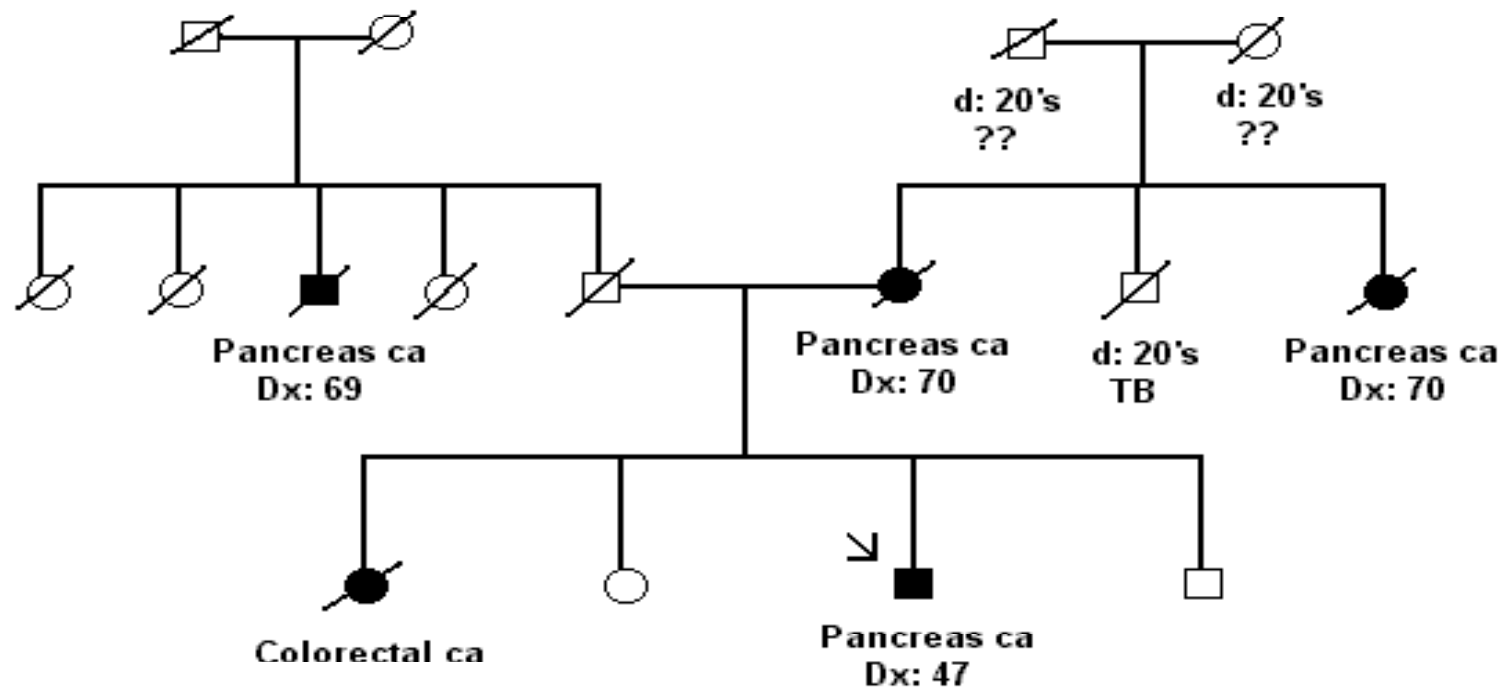 d: 20's
??
d: 20's
??
Pancreas ca
Dx: 69
Pancreas ca
Dx: 70
d: 20's
TB
Pancreas ca
Dx: 70
Colorectal ca
Pancreas ca
Dx: 47